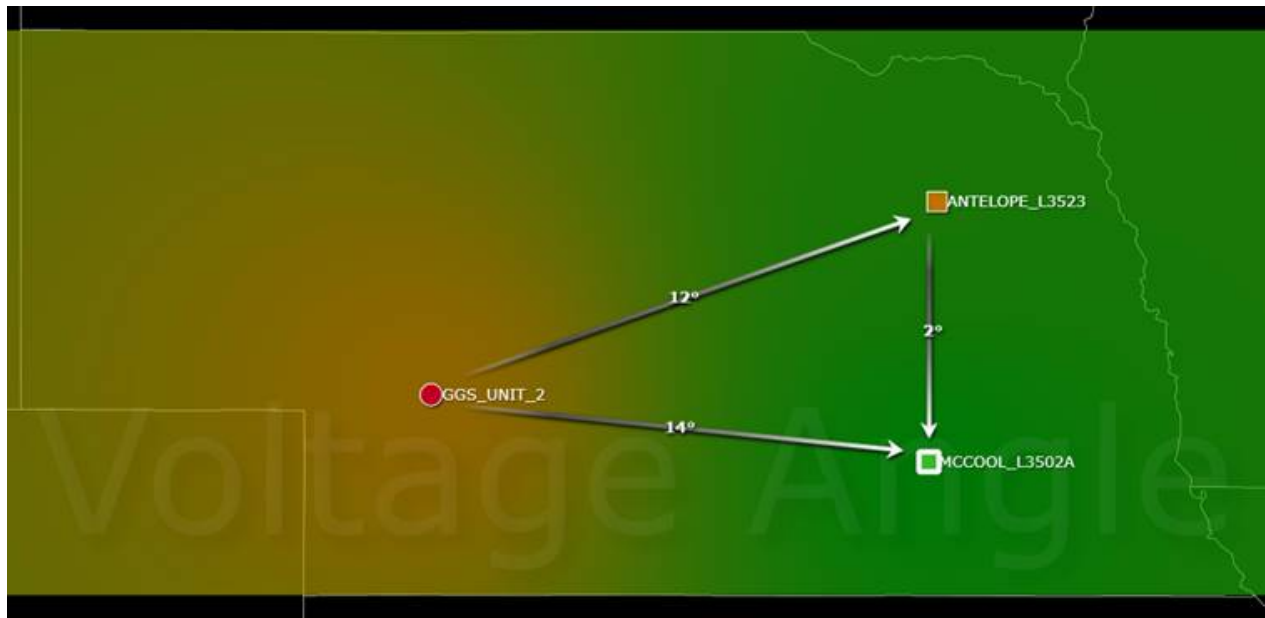 ANTELOPE_L3523
12°
2°
GGS_UNIT_2
14°
MCCOOL_L3502A
Voltage Angle